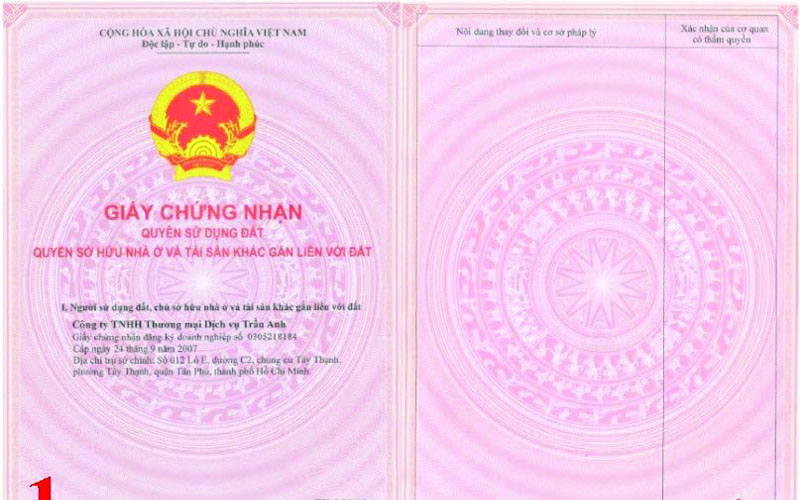 CỘNG HÒA XÃ HỘI CHỦ NGHĨA VIỆT NAM
Độc lập - Tự do - Hạnh phúc
GIẤY CHỨNG NHẬN
QUYỀN SỬ DỤNG ĐẤT
QUYỀN SỞ HỮU NHÀ Ở VÀ TÀI SẢN KHÁC GẮN LIỀN VỚI ĐẤT
I. Người sử dụng đất, chủ sở hữu nhà ở và tài sản khác gắn liền với đất
Công ty TNHH Thương mại Dịch vụ Trần Anh
Giấy chứng nhận đăng ký doanh nghiệp số 0305218184
Cấp ngày 24 tháng 9 năm 2007
Địa chỉ trụ sở chính: Số 012 Lô E, đường C2, chung cư Tây Thạnh,
phường Tây Thạnh, quận Tân Phú, thành phố Hồ Chí Minh
1
Nội dung thay đổi và cơ sở pháp lý
Xác nhận của cơ quan
có thẩm quyền